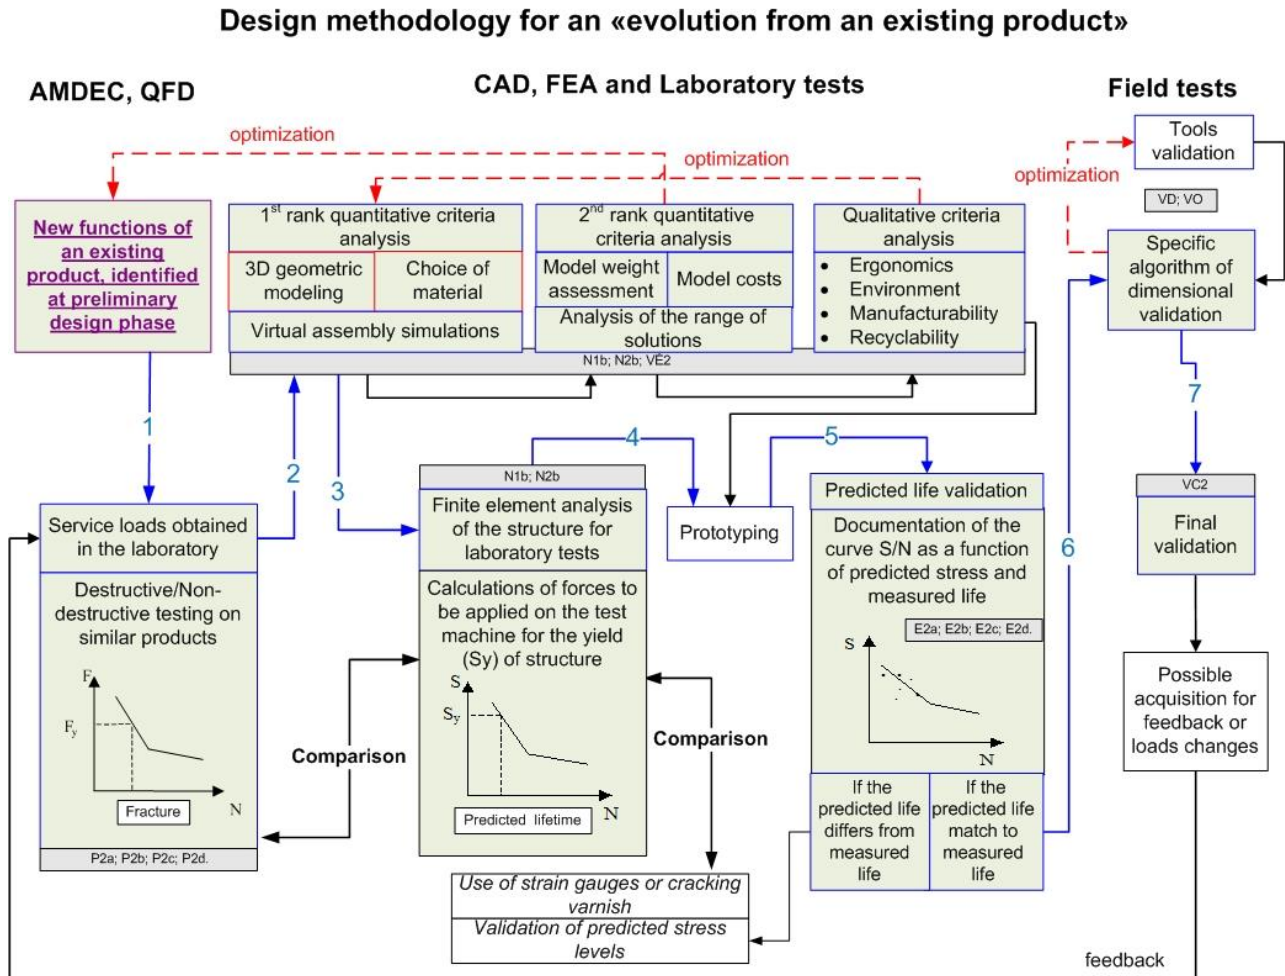 Design methodology for an «evolution from an existing product»
AMDEC, QFD
CAD, FEA and Laboratory tests
Field tests
optimization
optimization
optimization
Tools
validation
VD; VO
New functions of
an existing
product, identified
at preliminary
design phase
1st rank quantitative criteria
analysis
3D geometric
modeling
Choice of
material
Virtual assembly simulations
2nd rank quantitative
criteria analysis
Model weight
assessment
Model costs
Analysis of the range of
solutions
Qualitative criteria
analysis
• Ergonomics
• Environment
• Manufacturability
• Recyclability
N1b; N2b; VÉ2
Specific
algorithm of
dimensional
validation
1
2
3
4
5
6
7
Service loads obtained
in the laboratory
Destructive/Non-
destructive testing on
similar products
F
Fy
N
Fracture
P2a; P2b; P2c; P2d.
Comparison
N1b; N2b
Finite element analysis
of the structure for
laboratory tests
Calculations of forces to
be applied on the test
machine for the yield
(Sy) of structure
S
Sy
N
Predicted lifetime
Comparison
Use of strain gauges or cracking
varnish
Validation of predicted stress
levels
Prototyping
Predicted life validation
Documentation of the
curve S/N as a function
of predicted stress and
measured life
E2a; E2b; E2c; E2d.
S
N
If the
predicted life
differs from
measured
life
If the
predicted life
match to
measured
life
VC2
Final
validation
Possible
acquisition for
feedback or
loads changes
feedback